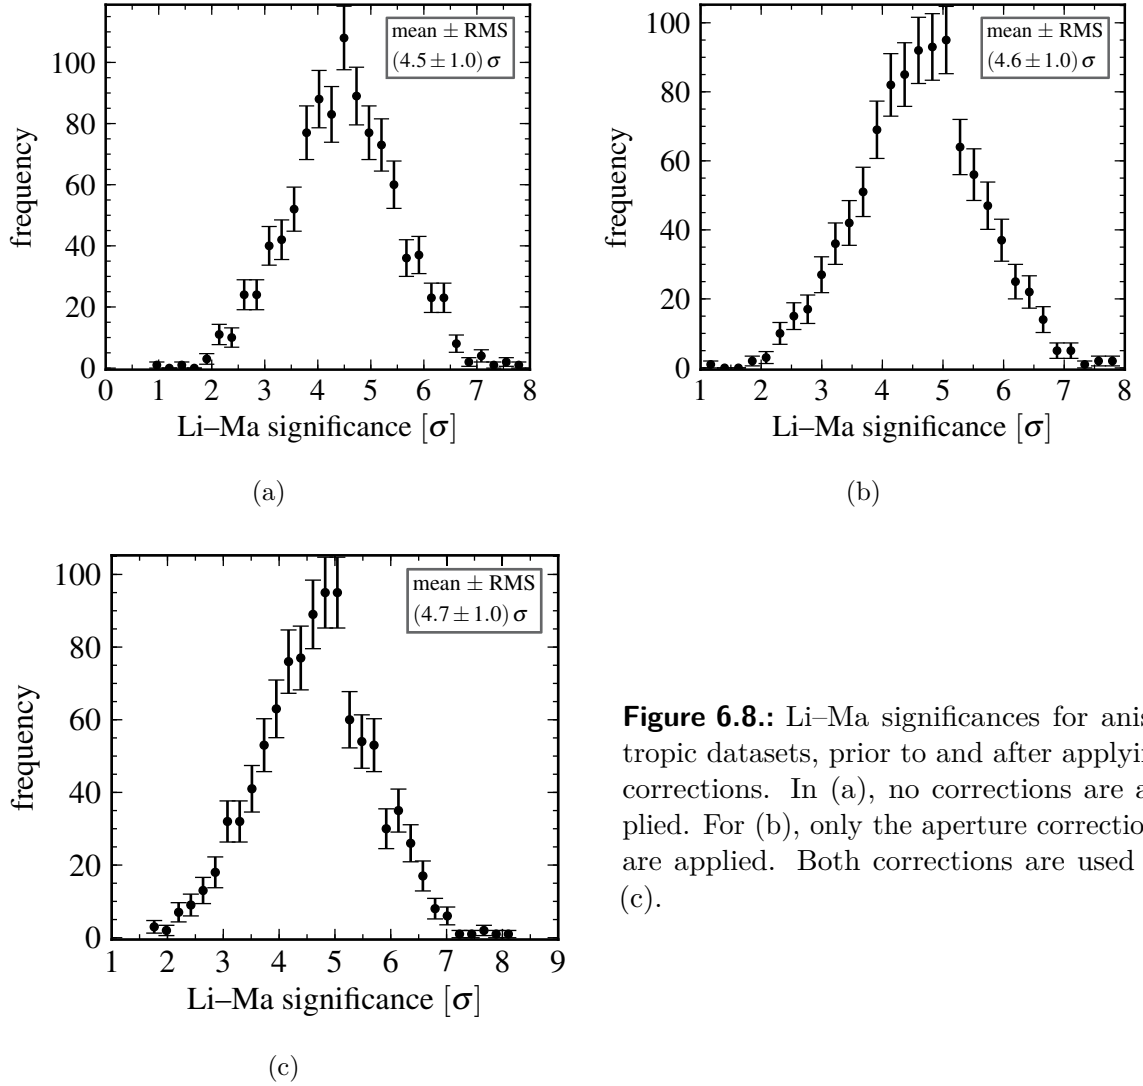 mean ± RMS
(4.5 ± 1.0) σ
frequency
0 20 40 60 80 100
0 1 2 3 4 5 6 7 8
Li–Ma significance [σ]
(a)
mean ± RMS
(4.6 ± 1.0) σ
frequency
0 20 40 60 80 100
1 2 3 4 5 6 7 8
Li–Ma significance [σ]
(b)
mean ± RMS
(4.7 ± 1.0) σ
frequency
0 20 40 60 80 100
1 2 3 4 5 6 7 8 9
Li–Ma significance [σ]
(c)
Figure 6.8.: Li–Ma significances for anis
tropic datasets, prior to and after applyin
corrections. In (a), no corrections are a
plied. For (b), only the aperture correction
are applied. Both corrections are used
(c).